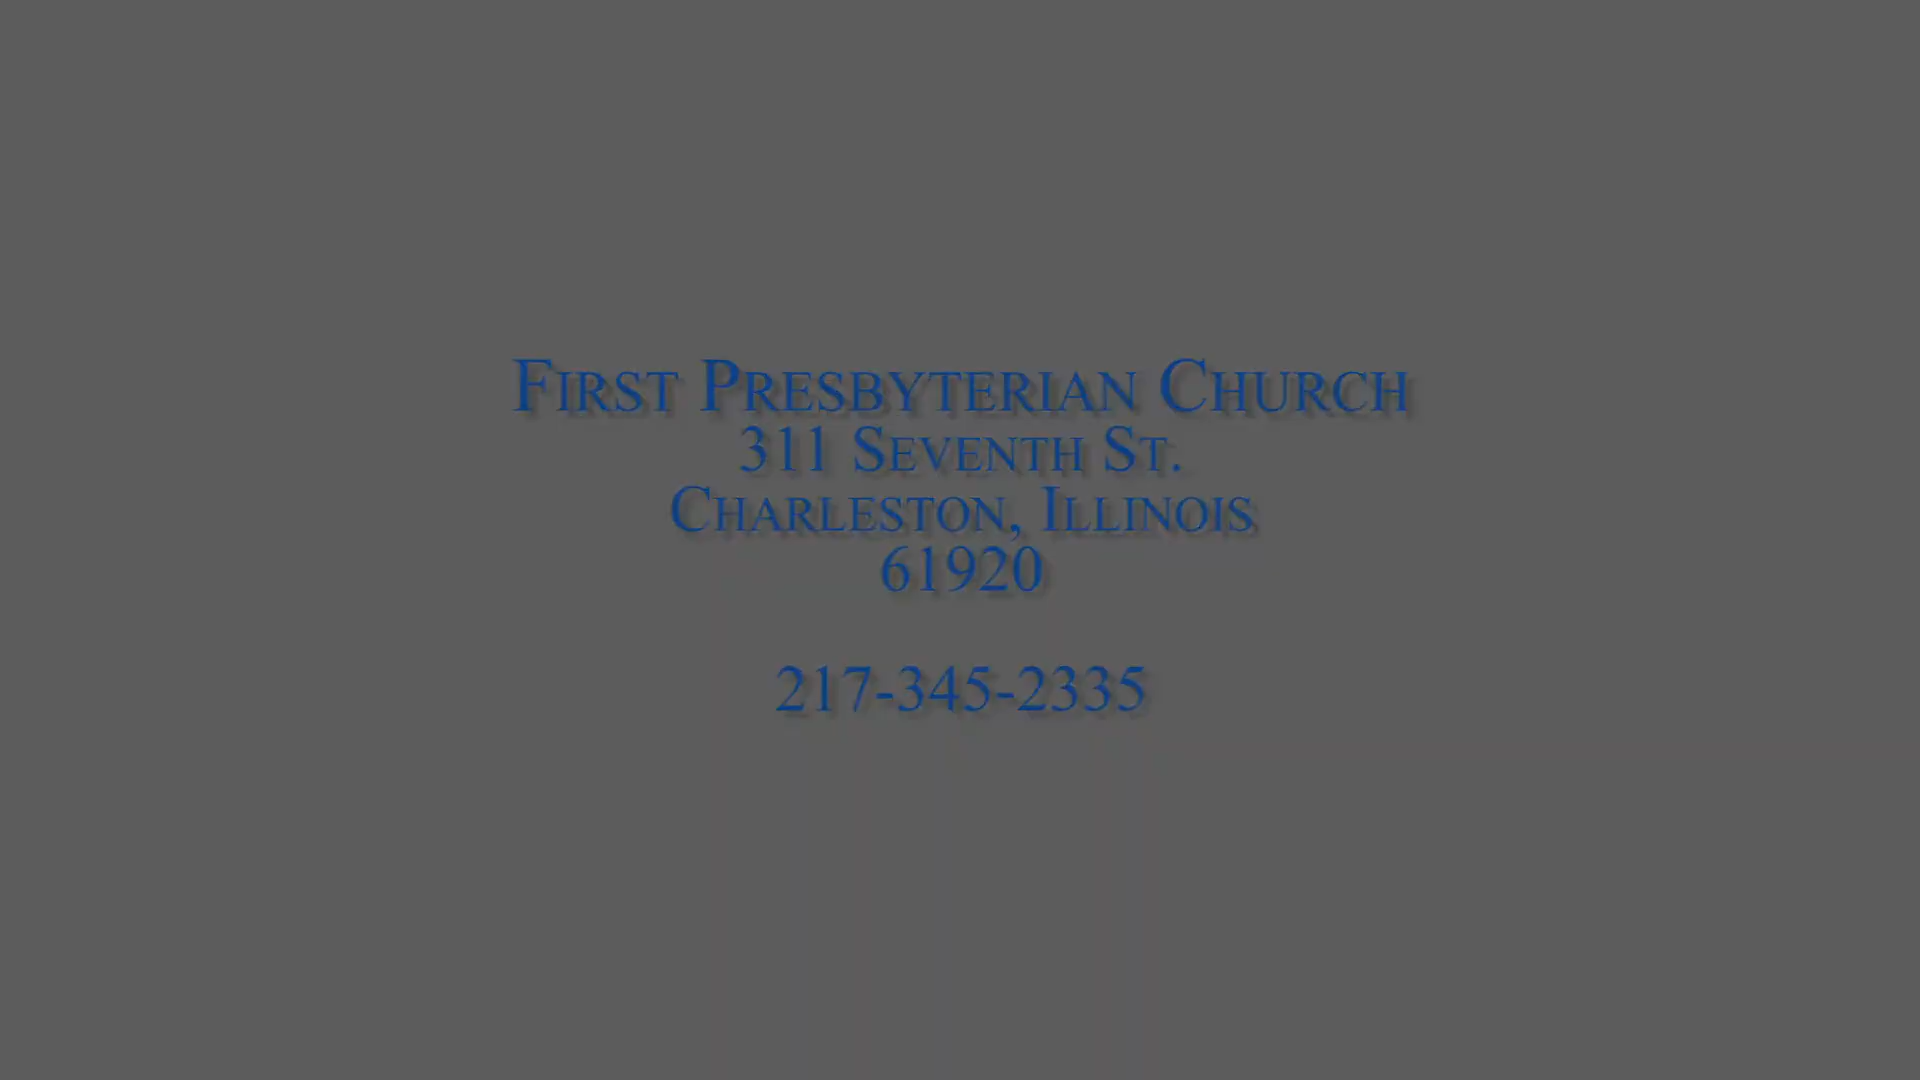 First Presbyterian Church
311 Seventh St.
Charleston, Illinois
61920
217-345-2335